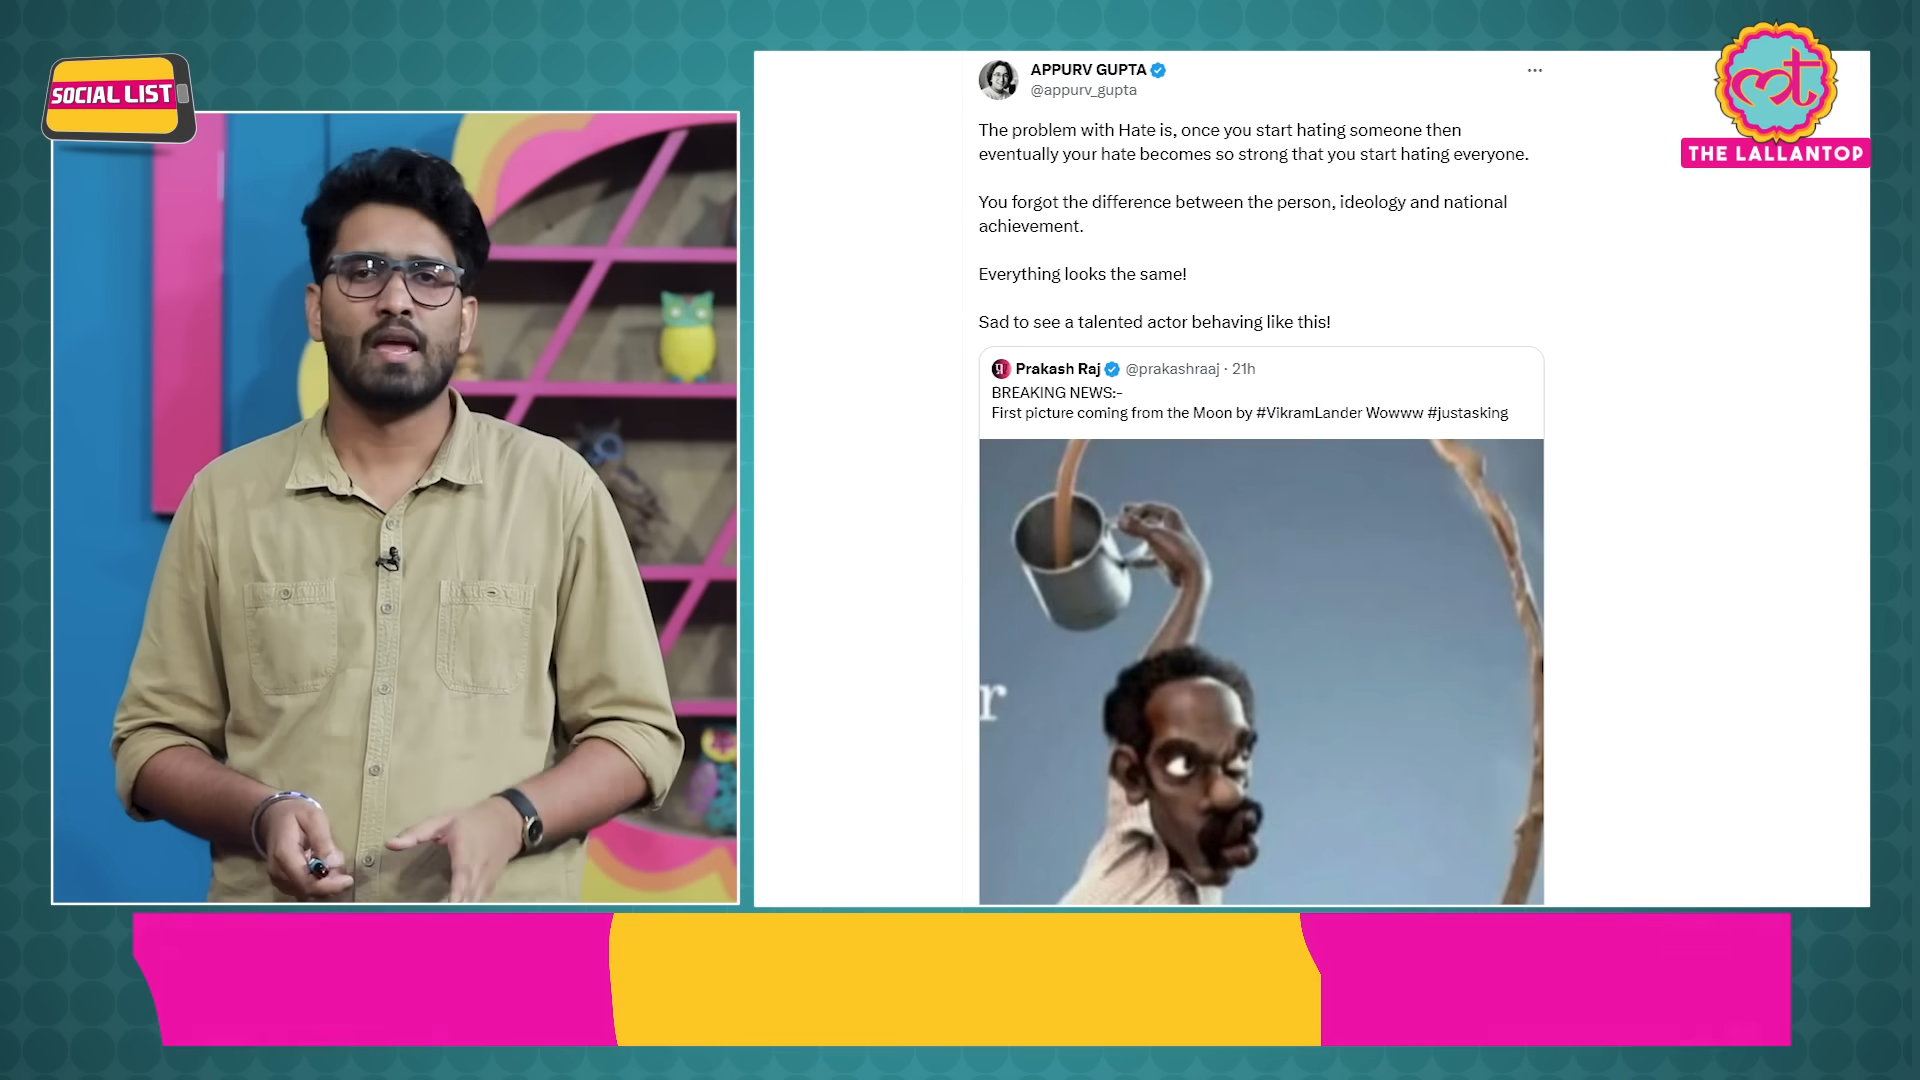 SOCIAL LIST
APPURV GUPTA
@appurv_gupta
The problem with Hate is, once you start hating someone then
eventually your hate becomes so strong that you start hating everyone.
You forgot the difference between the person, ideology and national
achievement.
Everything looks the same!
Sad to see a talented actor behaving like this!
Prakash Raj @prakashraaj · 21h
BREAKING NEWS:-
First picture coming from the Moon by #VikramLander Wowww #justasking
r
THE LALLANTOP